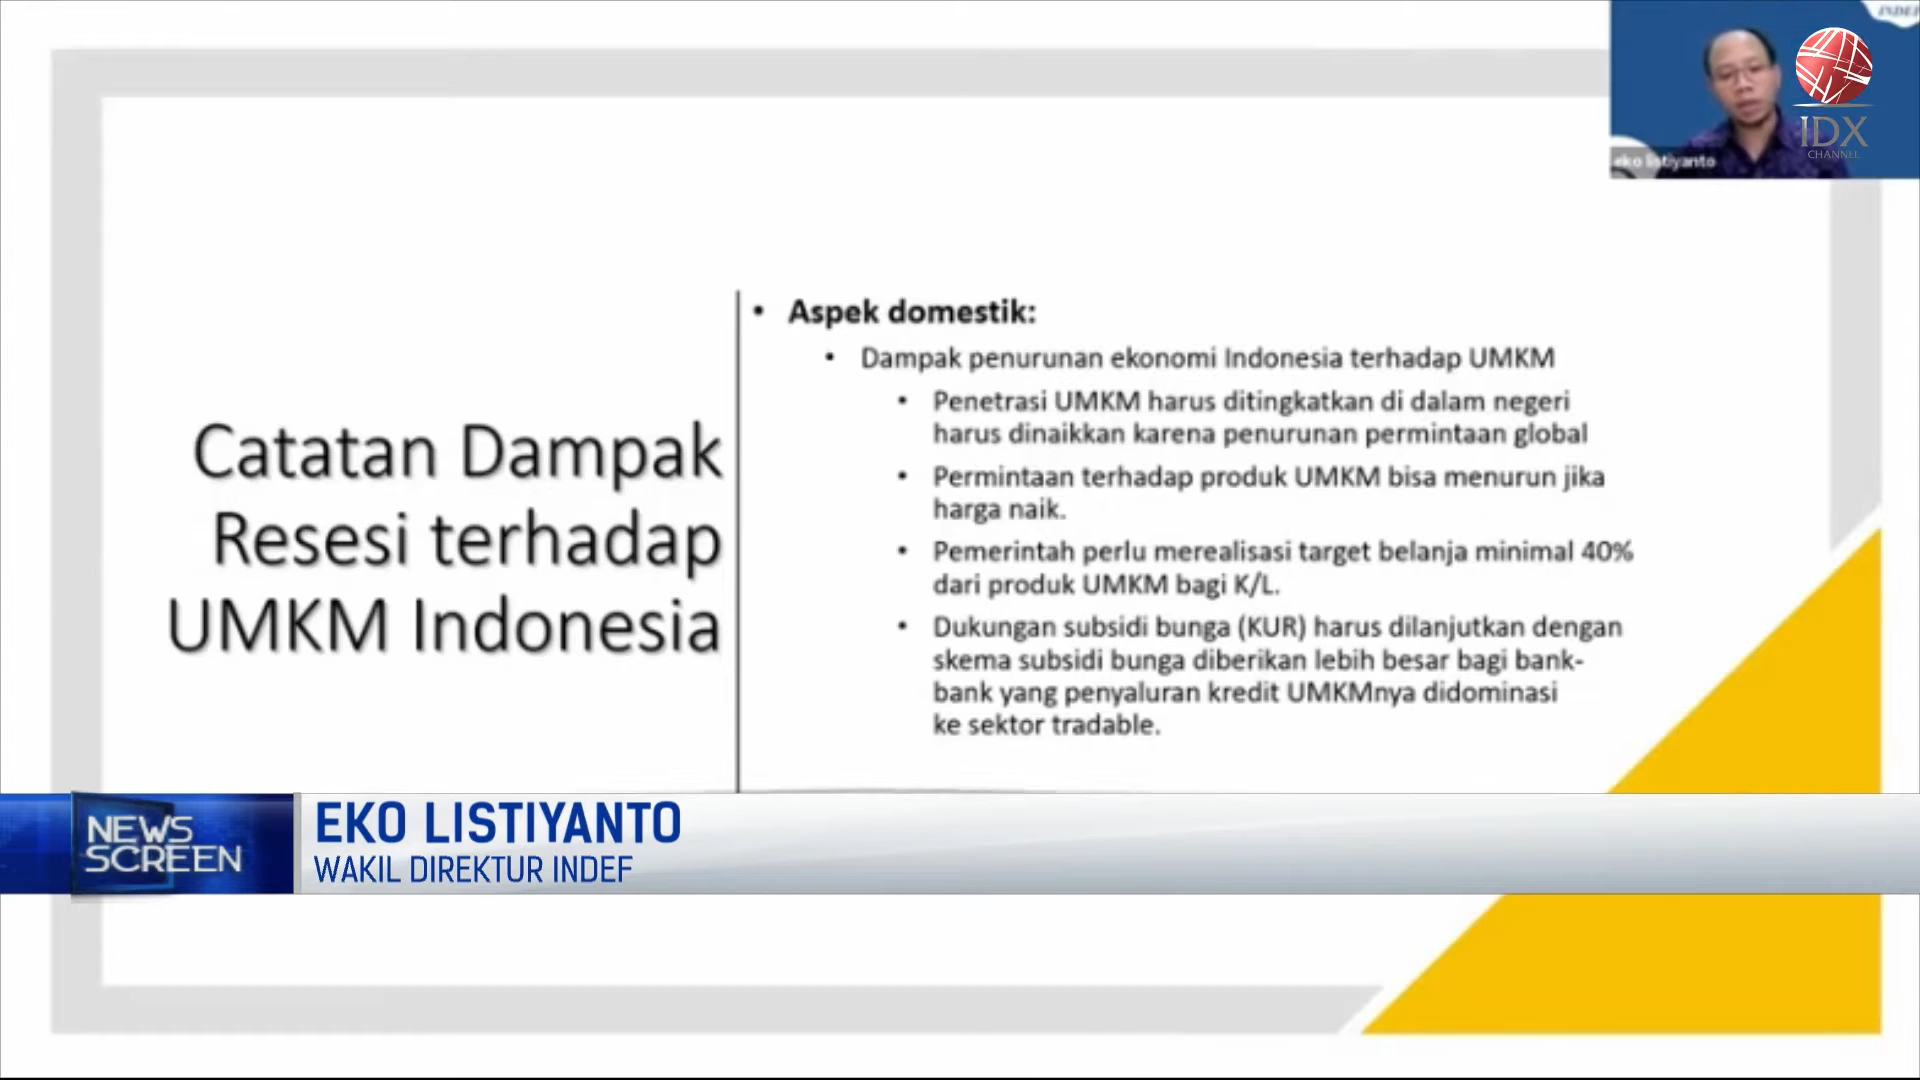 INDEF
IDX
CHANNEL
eko listiyanto
Catatan Dampak
Resesi terhadap
UMKM Indonesia
• Aspek domestik:
• Dampak penurunan ekonomi Indonesia terhadap UMKM
• Penetrasi UMKM harus ditingkatkan di dalam negeri
harus dinaikkan karena penurunan permintaan global
• Permintaan terhadap produk UMKM bisa menurun jika
harga naik.
• Pemerintah perlu merealisasi target belanja minimal 40%
dari produk UMKM bagi K/L.
• Dukungan subsidi bunga (KUR) harus dilanjutkan dengan
skema subsidi bunga diberikan lebih besar bagi bank-
bank yang penyaluran kredit UMKMnya didominasi
ke sektor tradable.
NEWS
SCREEN
EKO LISTIYANTO
WAKIL DIREKTUR INDEF